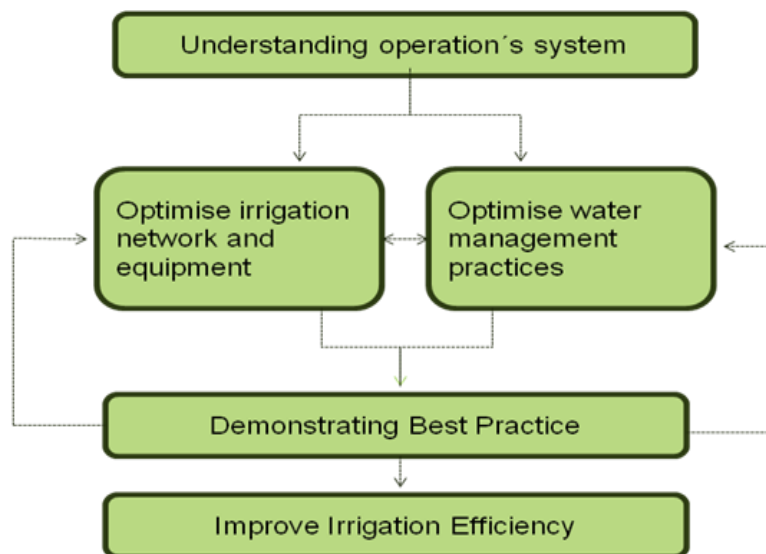 Understanding operation´s system
Optimise irrigation
network and
equipment
Optimise water
management
practices
Demonstrating Best Practice
Improve Irrigation Efficiency